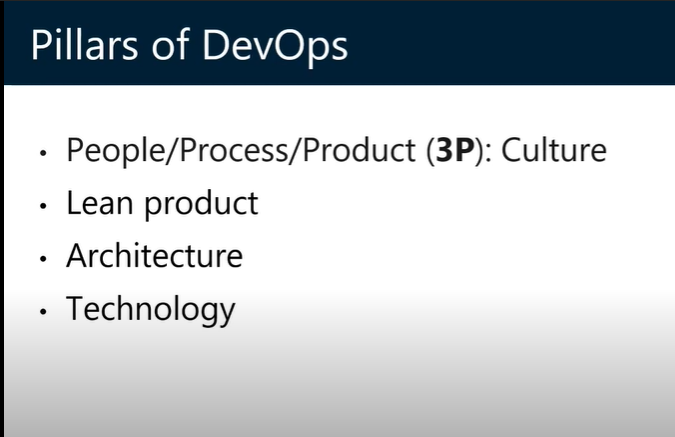 Pillars of DevOps
• People/Process/Product (3P): Culture
• Lean product
• Architecture
• Technology